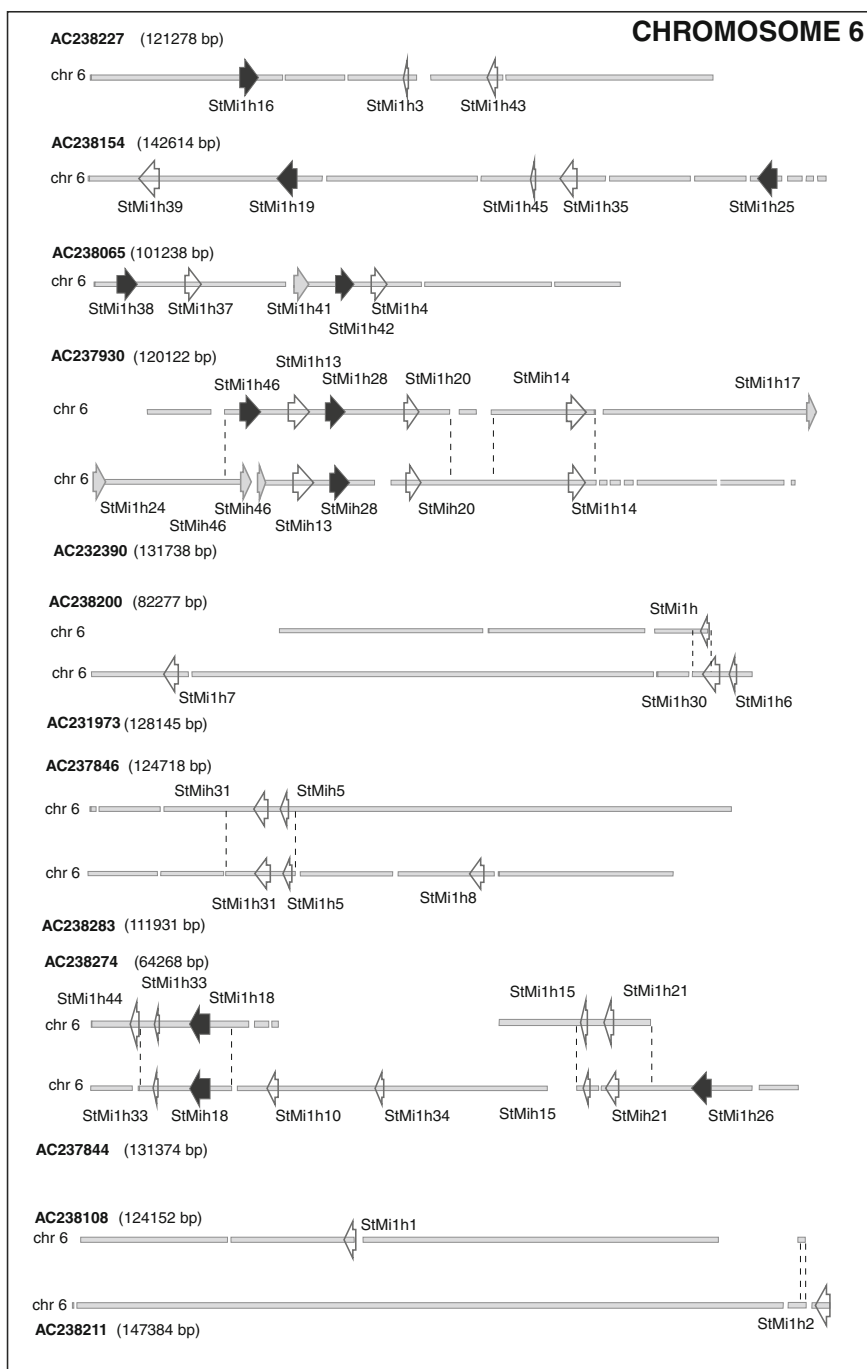 CHROMOSOME 6
AC238227 (121278 bp)
chr 6
StMi1h16 StMi1h3 StMi1h43
AC238154 (142614 bp)
chr 6
StMi1h39 StMi1h19 StMi1h45 StMi1h35 StMi1h25
AC238065 (101238 bp)
chr 6
StMi1h38 StMi1h37 StMi1h41 StMi1h4
StMi1h42
AC237930 (120122 bp)
StMi1h13
StMi1h46 StMi1h28 StMi1h20 StMih14 StMi1h17
chr 6
chr 6
StMi1h24 StMih46 StMih28 StMih20 StMi1h14
StMih46 StMih13
AC232390 (131738 bp)
AC238200 (82277 bp)
StMi1h
chr 6
chr 6
StMi1h7 StMi1h30 StMi1h6
AC231973 (128145 bp)
AC237846 (124718 bp)
StMih31 StMih5
chr 6
chr 6
StMi1h31 StMi1h5 StMi1h8
AC238283 (111931 bp)
AC238274 (64268 bp)
StMi1h33
StMi1h44 StMi1h18 StMi1h15 StMi1h21
chr 6
chr 6
StMi1h33 StMih18 StMi1h10 StMi1h34 StMih15 StMih21 StMi1h26
AC237844 (131374 bp)
AC238108 (124152 bp)
StMi1h1
chr 6
chr 6
StMi1h2
AC238211 (147384 bp)